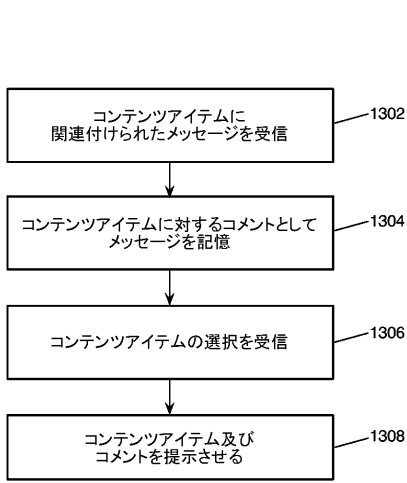 コンテンツアイテムに
関連付けられたメッセージを受信
1302
コンテンツアイテムに対するコメントとして
メッセージを記憶
1304
コンテンツアイテムの選択を受信
1306
コンテンツアイテム及び
コメントを提示させる
1308